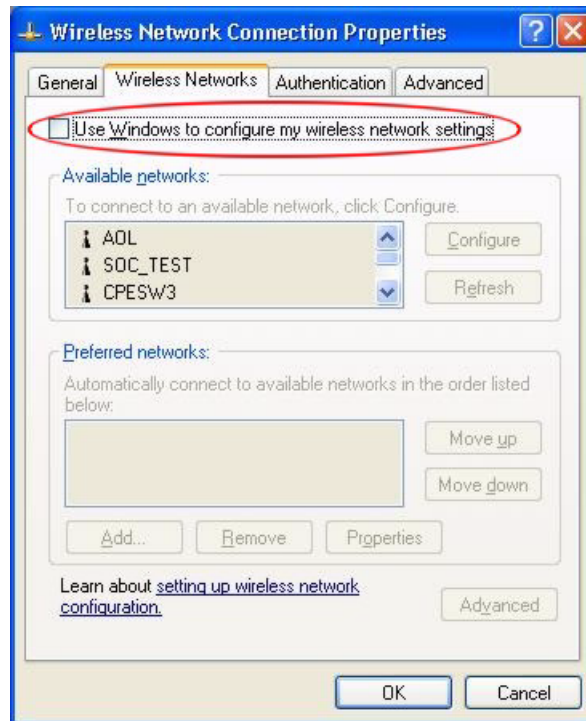 Wireless Network Connection Properties
General Wireless Networks Authentication Advanced
Use Windows to configure my wireless network settings
Available networks:
To connect to an available network, click Configure.
AOL
SOC_TEST
CPESW3
Configure
Refresh
Preferred networks:
Automatically connect to available networks in the order listed
below:
Move up
Move down
Add... Remove Properties
Learn about setting up wireless network
configuration.
Advanced
OK Cancel